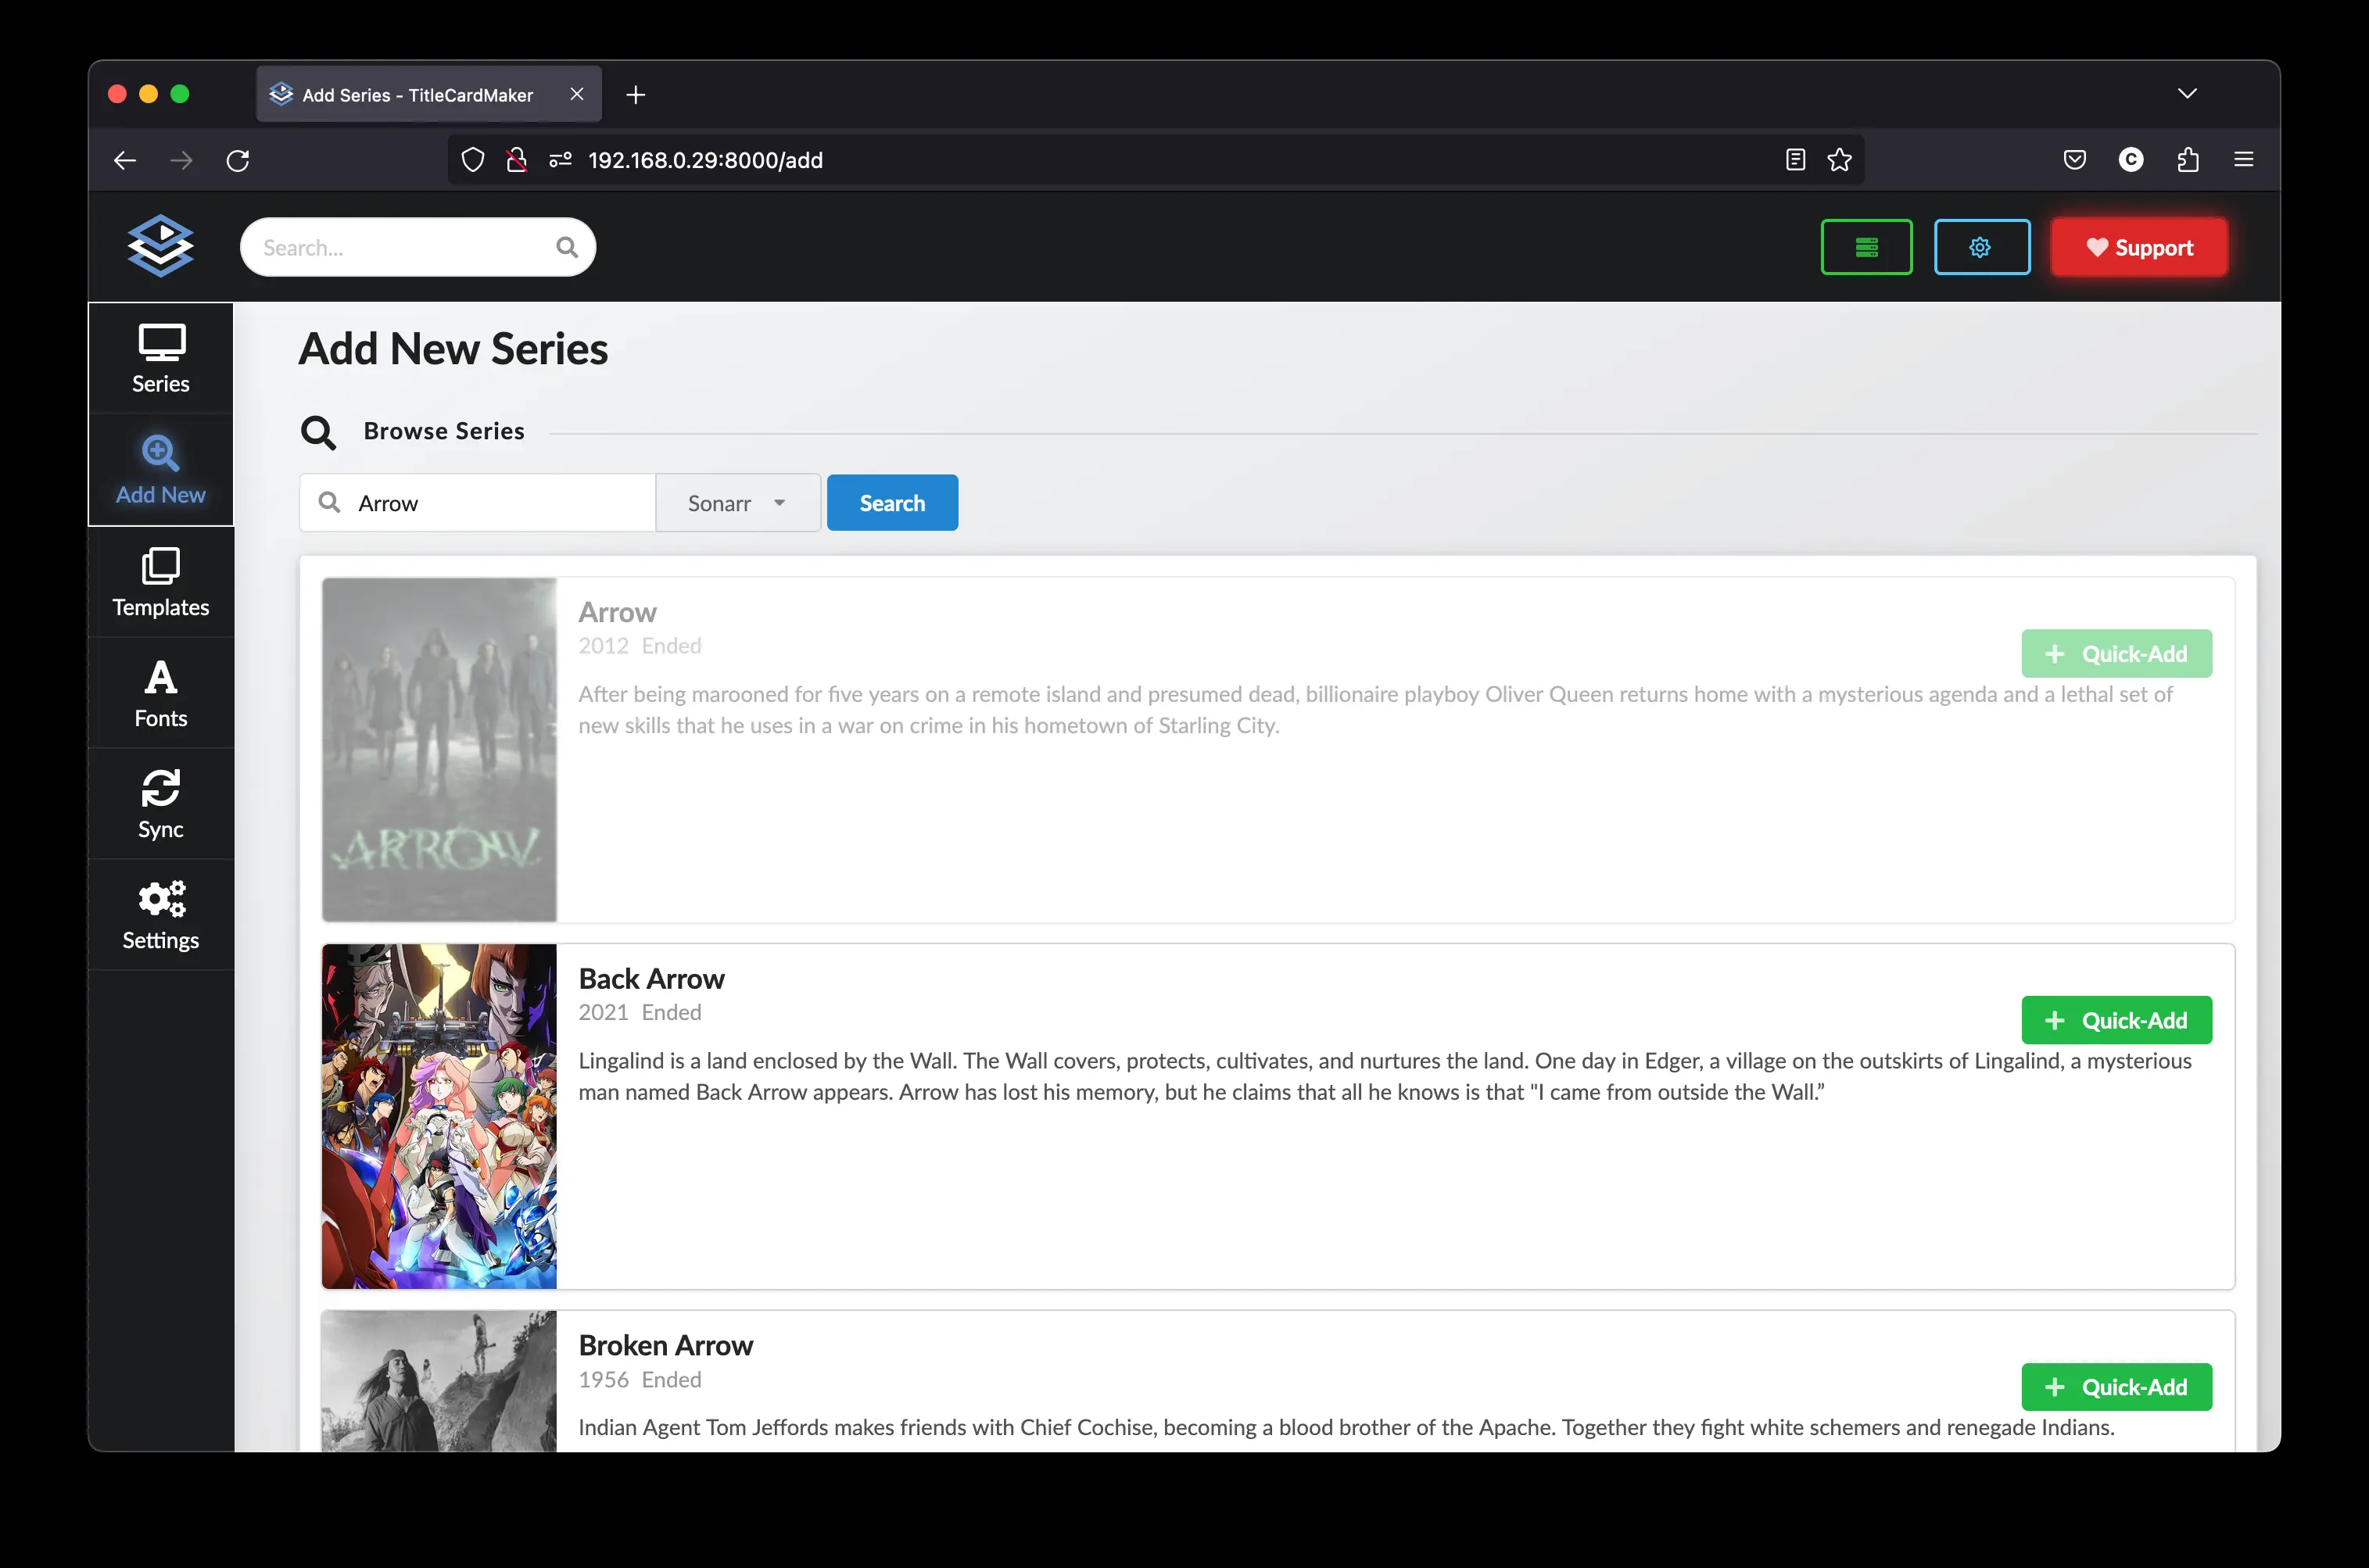 Add Series - TitleCardMaker
192.168.0.29:8000/add
C
Search...
Support
Series
Add New
Templates
Fonts
Sync
Settings
Add New Series
Browse Series
Arrow
Sonarr
Search
Arrow
2012 Ended
Quick-Add
After being marooned for five years on a remote island and presumed dead, billionaire playboy Oliver Queen returns home with a mysterious agenda and a lethal set of
new skills that he uses in a war on crime in his hometown of Starling City.
ARROW
Back Arrow
2021 Ended
Quick-Add
Lingalind is a land enclosed by the Wall. The Wall covers, protects, cultivates, and nurtures the land. One day in Edger, a village on the outskirts of Lingalind, a mysterious
man named Back Arrow appears. Arrow has lost his memory, but he claims that all he knows is that "I came from outside the Wall.”
Broken Arrow
1956 Ended
Quick-Add
Indian Agent Tom Jeffords makes friends with Chief Cochise, becoming a blood brother of the Apache. Together they fight white schemers and renegade Indians.